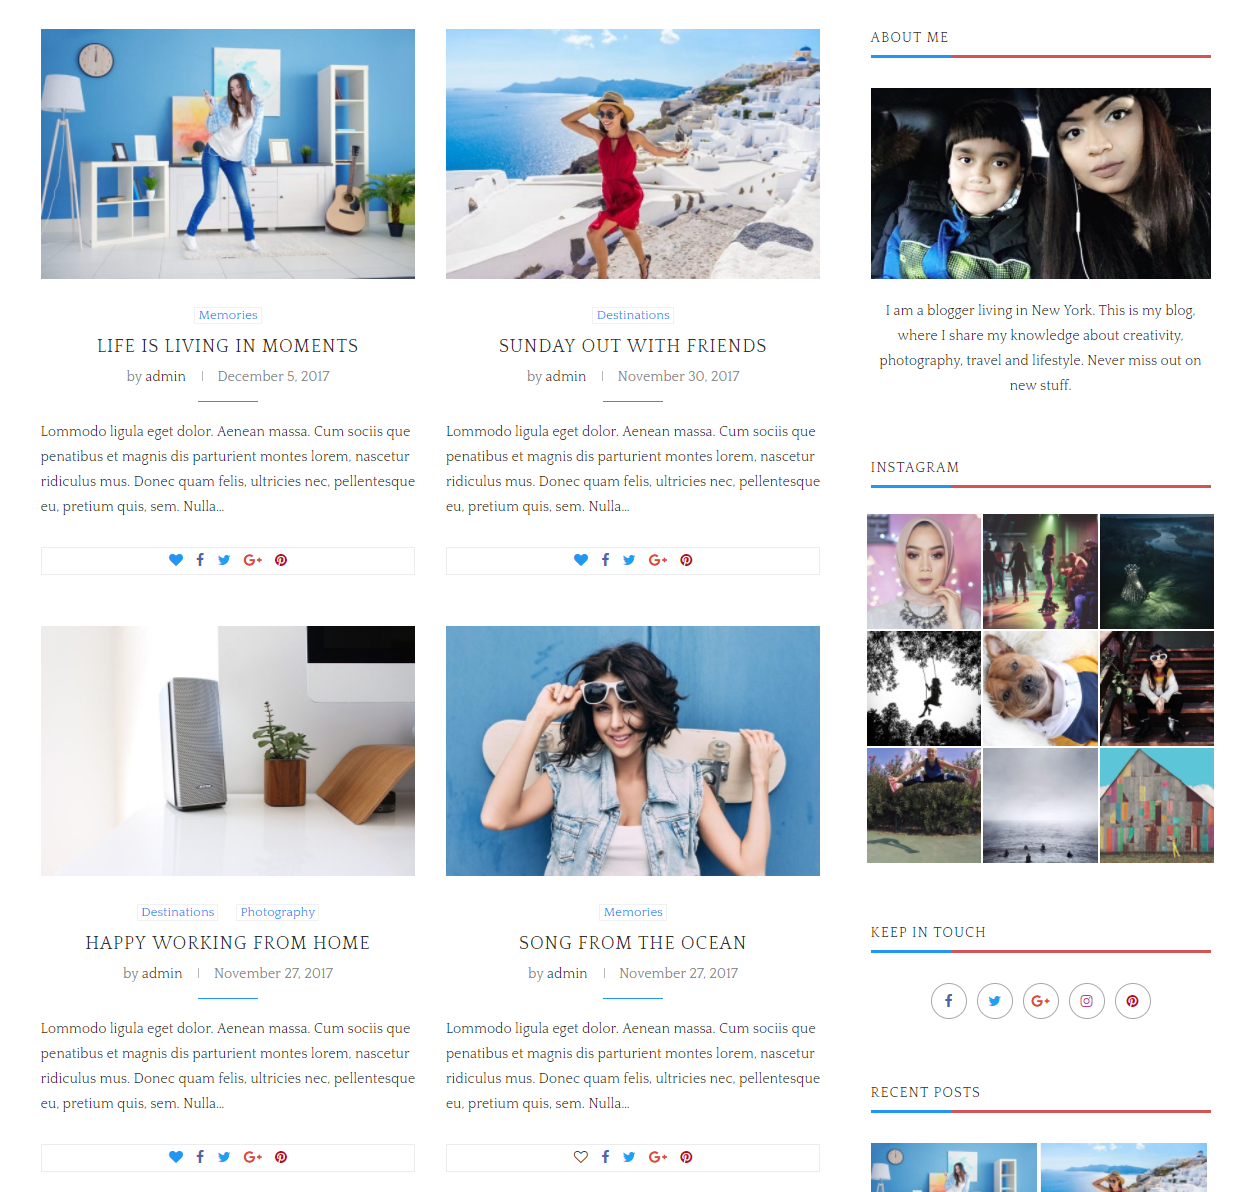 Memories
LIFE IS LIVING IN MOMENTS
by admin | December 5, 2017
Lommodo ligula eget dolor. Aenean massa. Cum sociis que
penatibus et magnis dis parturient montes lorem, nascetur
ridiculus mus. Donec quam felis, ultricies nec, pellentesque
eu, pretium quis, sem. Nulla...
Destinations
SUNDAY OUT WITH FRIENDS
by admin | November 30, 2017
Lommodo ligula eget dolor. Aenean massa. Cum sociis que
penatibus et magnis dis parturient montes lorem, nascetur
ridiculus mus. Donec quam felis, ultricies nec, pellentesque
eu, pretium quis, sem. Nulla...
Destinations Photography
HAPPY WORKING FROM HOME
by admin | November 27, 2017
Lommodo ligula eget dolor. Aenean massa. Cum sociis que
penatibus et magnis dis parturient montes lorem, nascetur
ridiculus mus. Donec quam felis, ultricies nec, pellentesque
eu, pretium quis, sem. Nulla...
Memories
SONG FROM THE OCEAN
by admin | November 27, 2017
Lommodo ligula eget dolor. Aenean massa. Cum sociis que
penatibus et magnis dis parturient montes lorem, nascetur
ridiculus mus. Donec quam felis, ultricies nec, pellentesque
eu, pretium quis, sem. Nulla...
ABOUT ME
I am a blogger living in New York. This is my blog,
where I share my knowledge about creativity,
photography, travel and lifestyle. Never miss out on
new stuff.
INSTAGRAM
KEEP IN TOUCH
RECENT POSTS